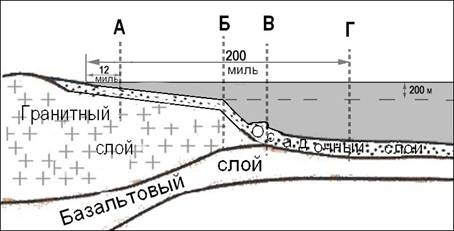 А Б В Г
200
миль
12
миль
200 м
Гранитный
слой
Осадочный слой
Базальтовый слой